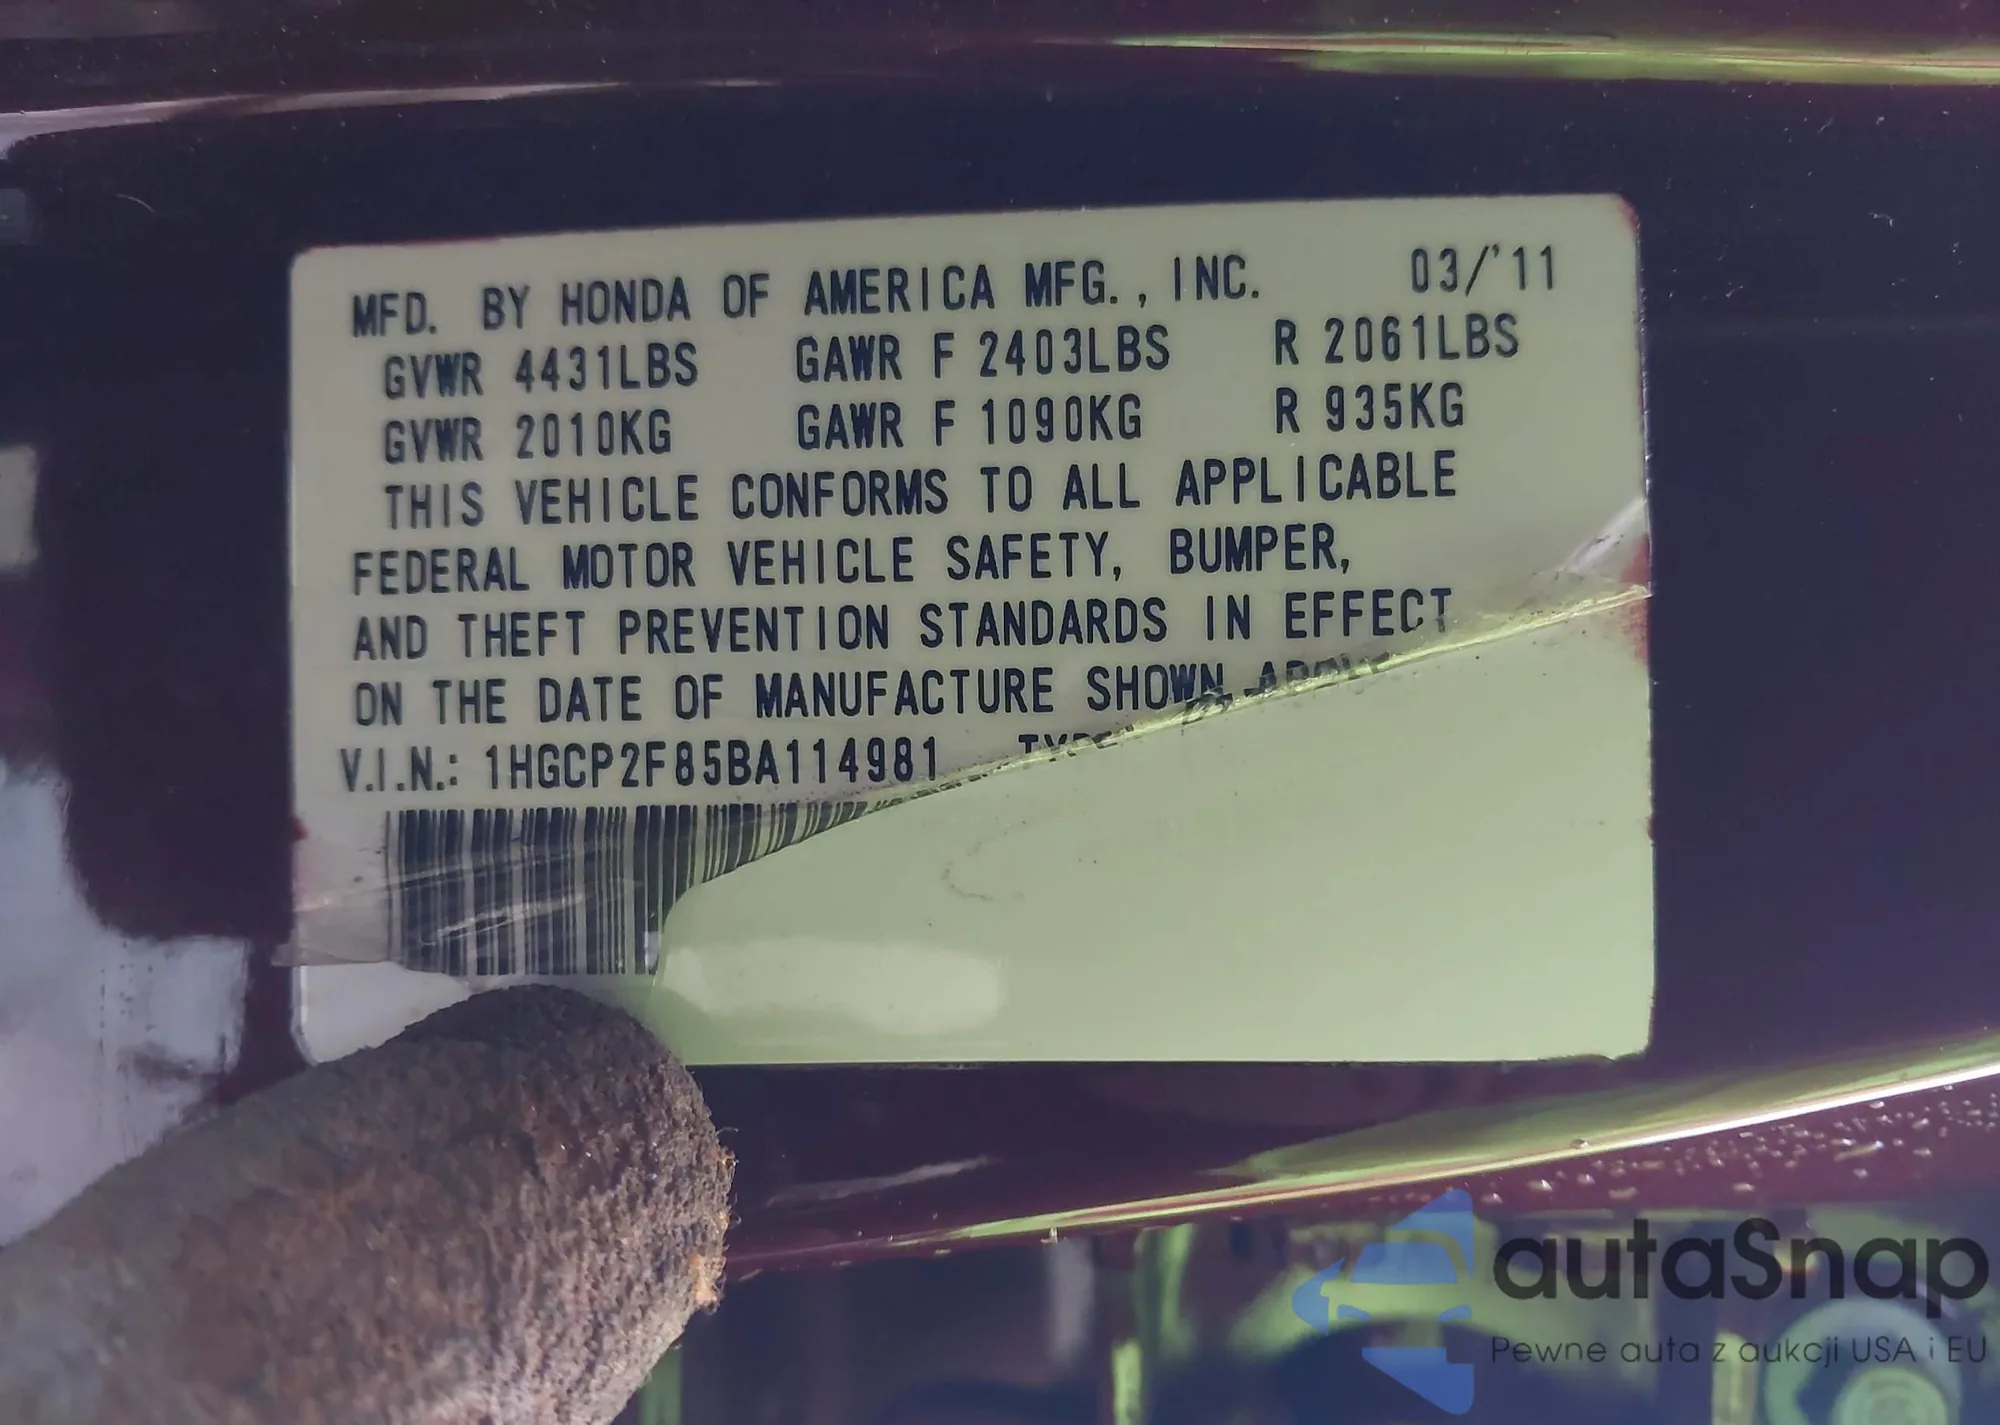 MFD. BY HONDA OF AMERICA MFG., INC. 03/'11
GVWR 4431LBS GAWR F 2403LBS R 2061LBS
GVWR 2010KG GAWR F 1090KG R 935KG
THIS VEHICLE CONFORMS TO ALL APPLICABLE
FEDERAL MOTOR VEHICLE SAFETY, BUMPER,
AND THEFT PREVENTION STANDARDS IN EFFECT
ON THE DATE OF MANUFACTURE SHOWN
V.I.N.: 1HGCP2F85BA114981
autaSnap
Pewne auta z aukcji USA i EU